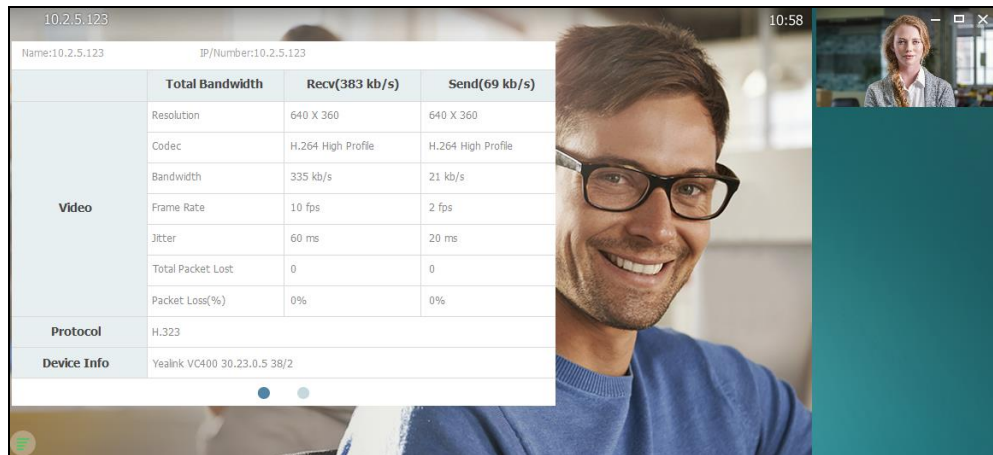 10.2.5.123
10:58
Name:10.2.5.123 IP/Number:10.2.5.123
Total Bandwidth Recv(383 kb/s) Send(69 kb/s)
Video
Resolution 640 X 360 640 X 360
Codec H.264 High Profile H.264 High Profile
Bandwidth 335 kb/s 21 kb/s
Frame Rate 10 fps 2 fps
Jitter 60 ms 20 ms
Total Packet Lost 0 0
Packet Loss(%) 0% 0%
Protocol H.323
Device Info Yealink VC400 30.23.0.5 38/2